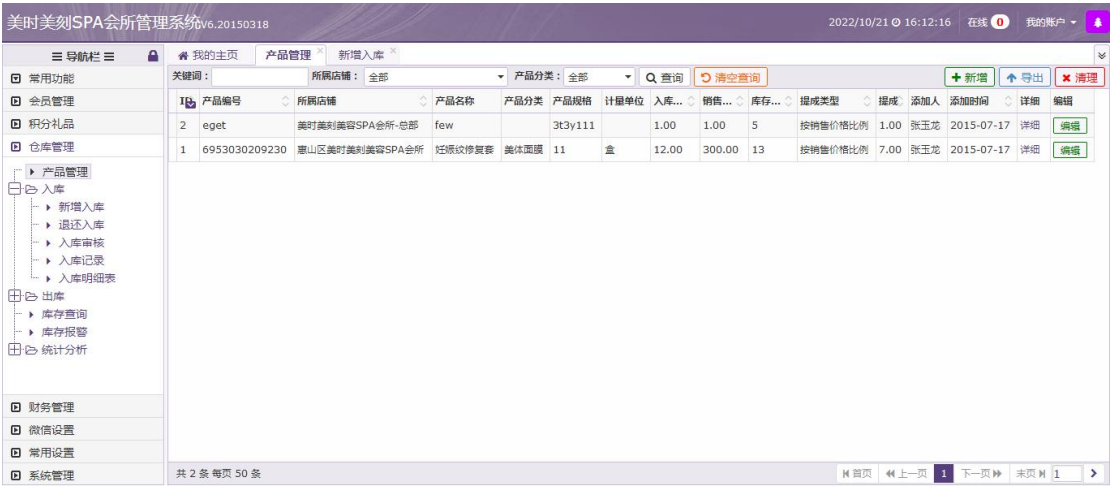 美时美刻SPA会所管理系统V6.20150318 2022/10/21 16:12:16 在线 0 我的账户
导航栏 我的主页 产品管理 新增入库
常用功能 关键词: 所属店铺: 全部 产品分类: 全部 查询 清空查询 新增 导出 清理
会员管理 ID 产品编号 所属店铺 产品名称 产品分类 产品规格 计量单位 入库... 销售... 库存... 提成类型 提成 添加人 添加时间 详细 编辑
积分礼品 2 eget 美时美刻美容SPA会所-总部 few 3t3y111 1.00 1.00 5 按销售价格比例 1.00 张玉龙 2015-07-17 详细 编辑
仓库管理 1 6953030209230 惠山区美时美刻美容SPA会所 妊娠纹修复套 美体面膜 11 盒 12.00 300.00 13 按销售价格比例 7.00 张玉龙 2015-07-17 详细 编辑
产品管理
入库
新增入库
退还入库
入库审核
入库记录
入库明细表
出库
库存查询
库存报警
统计分析
财务管理
微信设置
常用设置
系统管理 共 2 条 每页 50 条 首页 上一页 1 下一页 末页 1